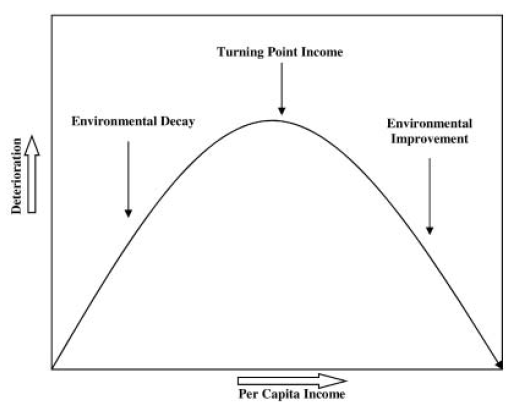 Turning Point Income
Environmental Decay
Environmental
Improvement
Deterioration
Per Capita Income